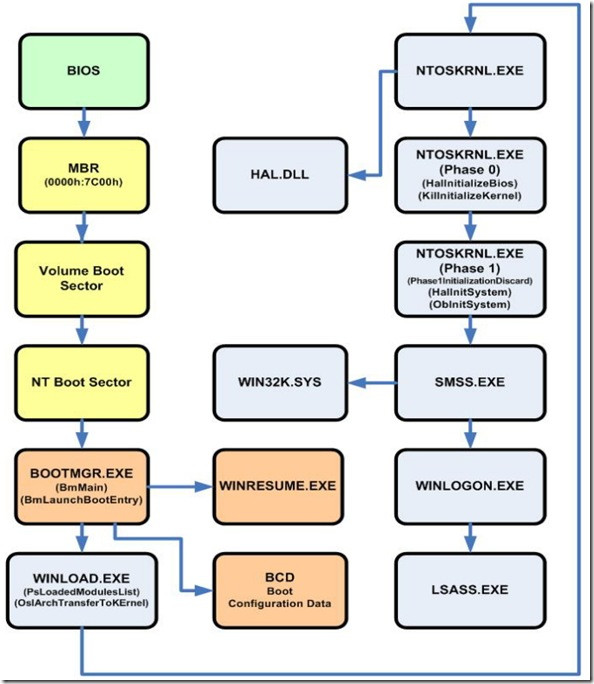 BIOS
MBR
(0000h:7C00h)
Volume Boot
Sector
NT Boot Sector
BOOTMGR.EXE
(BmMain)
(BmLaunchBootEntry)
WINLOAD.EXE
(PsLoadedModulesList)
(OslArchTransferToKErnel)
HAL.DLL
WIN32K.SYS
WINRESUME.EXE
BCD
Boot
Configuration Data
NTOSKRNL.EXE
NTOSKRNL.EXE
(Phase 0)
(HalInitializeBios)
(KiIInitializeKernel)
NTOSKRNL.EXE
(Phase 1)
(Phase1InitializationDiscard)
(HalInitSystem)
(ObInitSystem)
SMSS.EXE
WINLOGON.EXE
LSASS.EXE